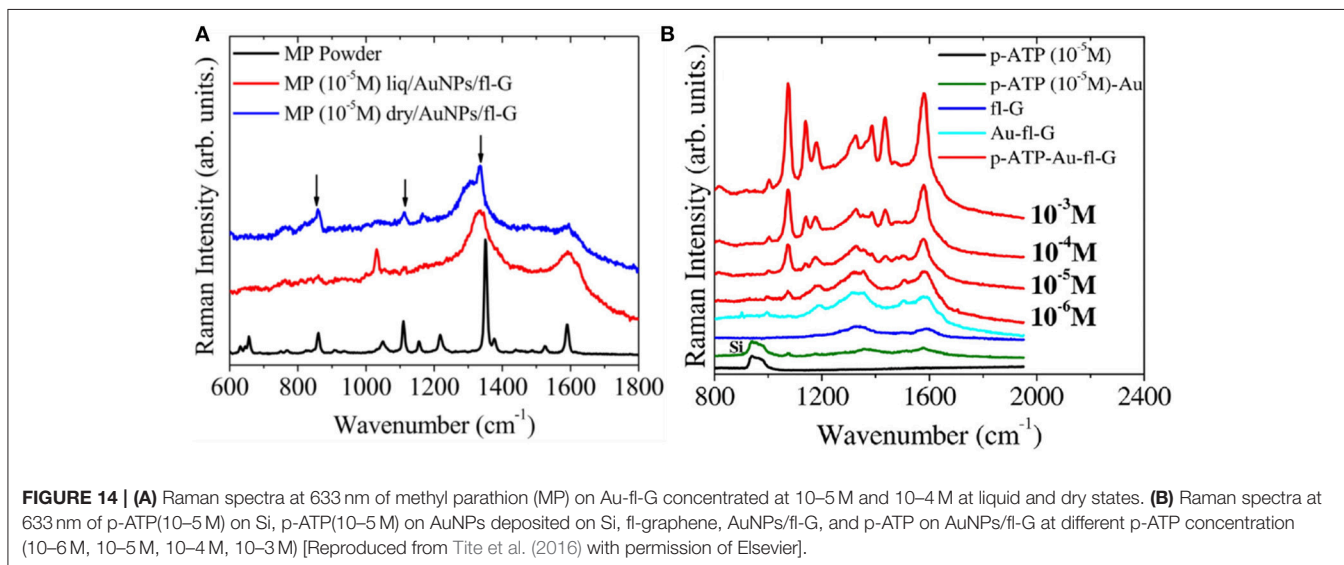 A
MP Powder
MP (10-5M) liq/AuNPs/fl-G
MP (10-5M) dry/AuNPs/fl-G
Raman Intensity (arb. units.)
600 800 1000 1200 1400 1600 1800
Wavenumber (cm-1)
B
p-ATP (10-5M)
p-ATP (10-5M)-Au
fl-G
Au-fl-G
p-ATP-Au-fl-G
10-3M
10-4M
10-5M
10-6M
Si
Raman Intensity (arb. units.)
800 1200 1600 2000 2400
Wavenumber (cm-1)
FIGURE 14 | (A) Raman spectra at 633 nm of methyl parathion (MP) on Au-fl-G concentrated at 10–5 M and 10–4 M at liquid and dry states. (B) Raman spectra at
633 nm of p-ATP(10–5 M) on Si, p-ATP(10–5 M) on AuNPs deposited on Si, fl-graphene, AuNPs/fl-G, and p-ATP on AuNPs/fl-G at different p-ATP concentration
(10–6 M, 10–5 M, 10–4 M, 10–3 M) [Reproduced from Tite et al. (2016) with permission of Elsevier].